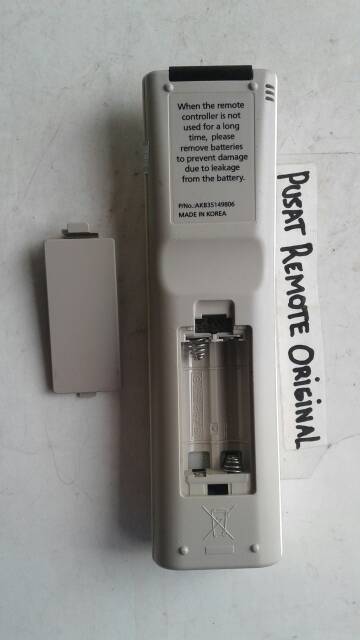 When the remote
controller is not
used for a long
time, please
remove batteries
to prevent damage
due to leakage
from the battery.
P/No.:AKB35149806
MADE IN KOREA
PUSAT REMOTE ORIGINAL